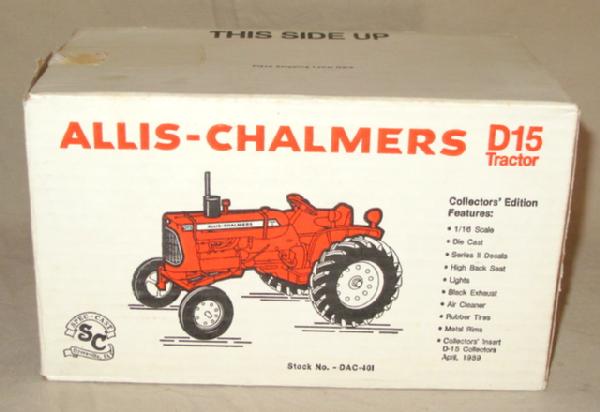 THIS SIDE UP
ALLIS-CHALMERS D15
Tractor
ALLIS-CHALMERS
Collectors' Edition
Features:
• 1/16 Scale
• Die Cast
• Series II Decals
• High Back Seat
• Lights
• Black Exhaust
• Air Cleaner
• Rubber Tires
• Metal Rims
• Collectors' Insert
D-15 Collectors
April, 1989
SPEC-CAST
SC
Stock No. - DAC-401